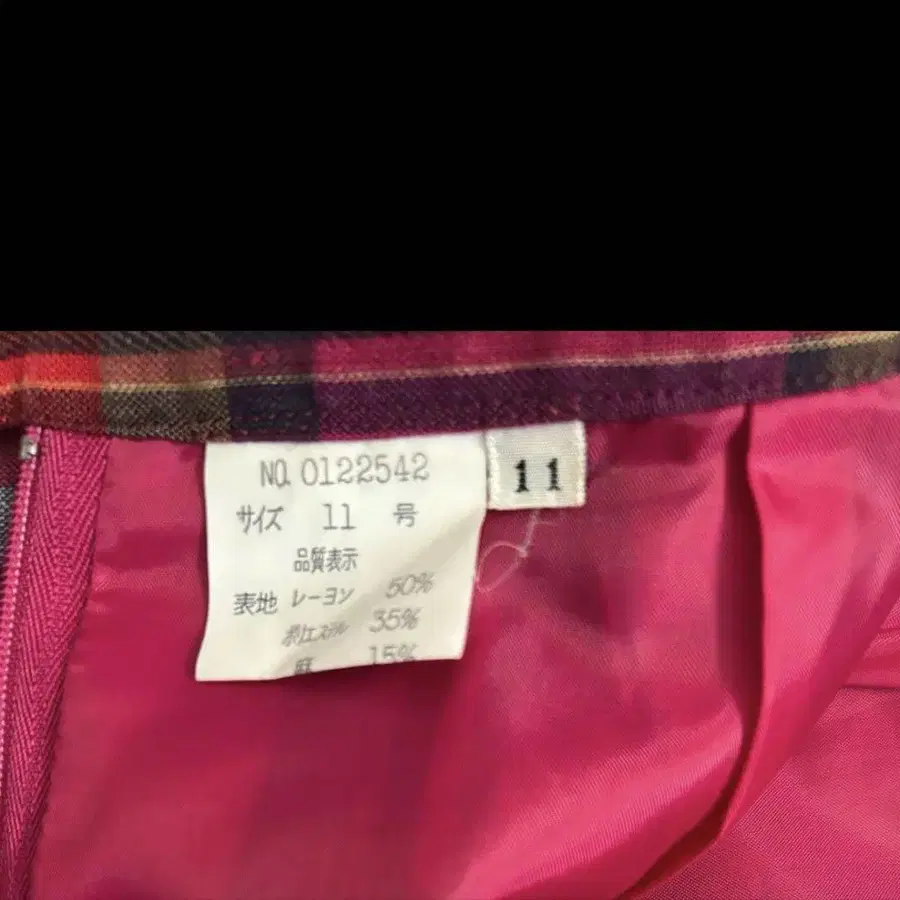 NO. 0122542
サイズ 11 号
品質表示
表地 レーヨン 50%
ポリエステル 35%
麻 15%
11